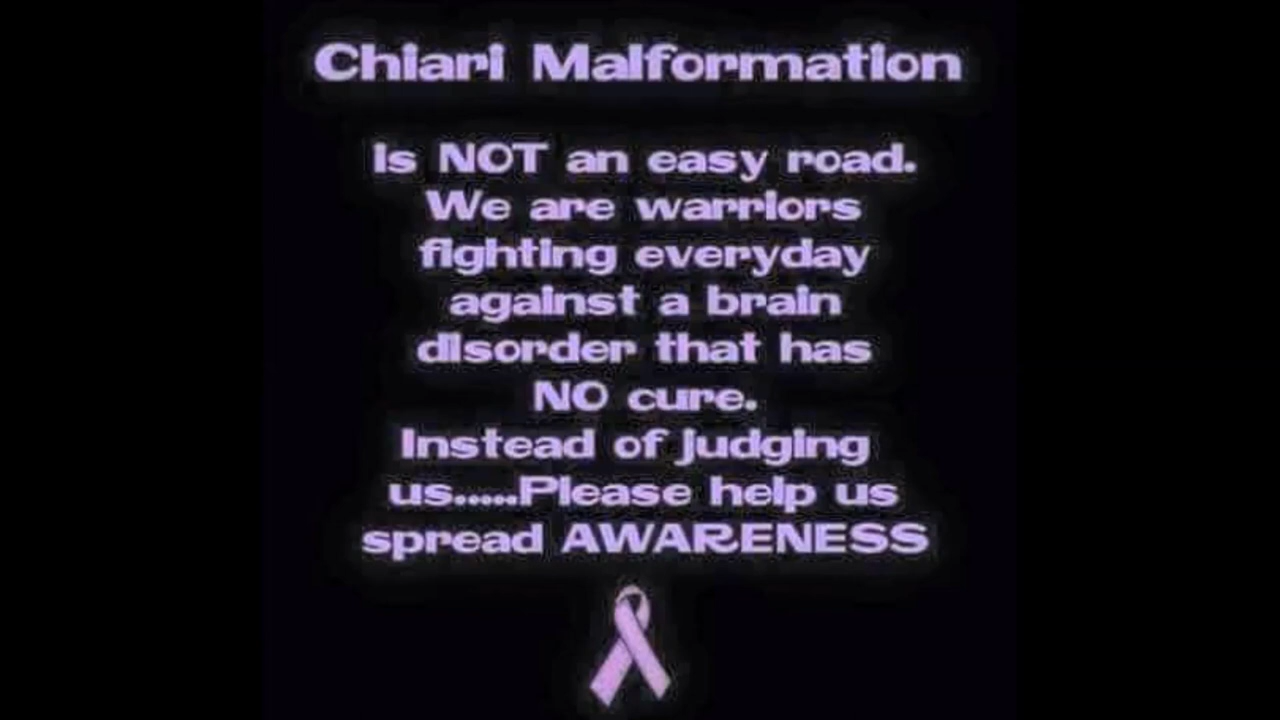 Chiari Malformation
Is NOT an easy road.
We are warriors
fighting everyday
against a brain
disorder that has
NO cure.
Instead of judging
us.....Please help us
spread AWARENESS